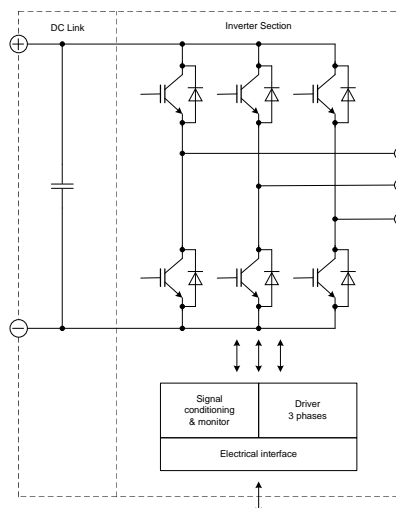 DC Link
Inverter Section
Signal
conditioning
& monitor
Driver
3 phases
Electrical interface